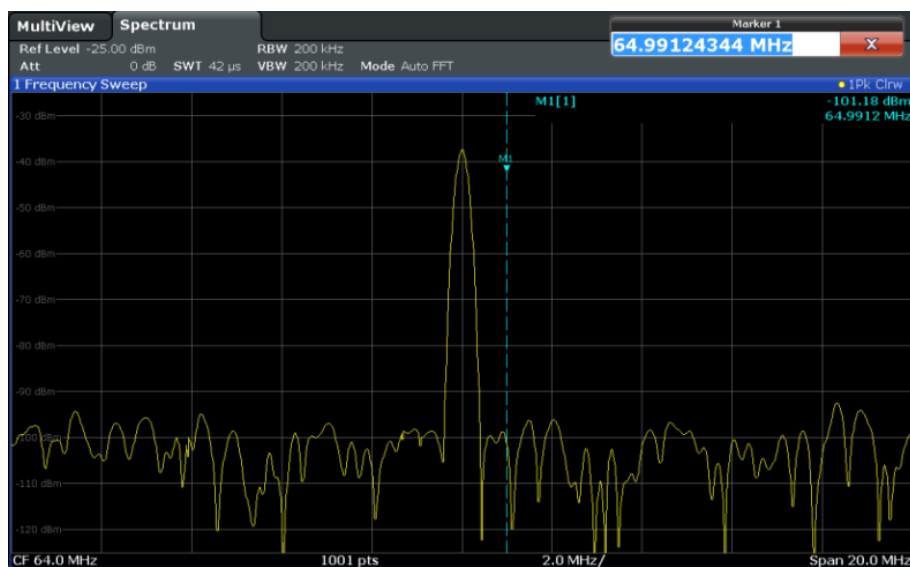 MultiView Spectrum
Marker 1
64.99124344 MHz X
Ref Level -25.00 dBm RBW 200 kHz
Att 0 dB SWT 42 µs VBW 200 kHz Mode Auto FFT
1 Frequency Sweep 1Pk Clrw
M1[1] -101.18 dBm
64.9912 MHz
-30 dBm
M1
-40 dBm
-50 dBm
-60 dBm
-70 dBm
-80 dBm
-90 dBm
-100 dBm
-110 dBm
-120 dBm
CF 64.0 MHz 1001 pts 2.0 MHz/ Span 20.0 MHz